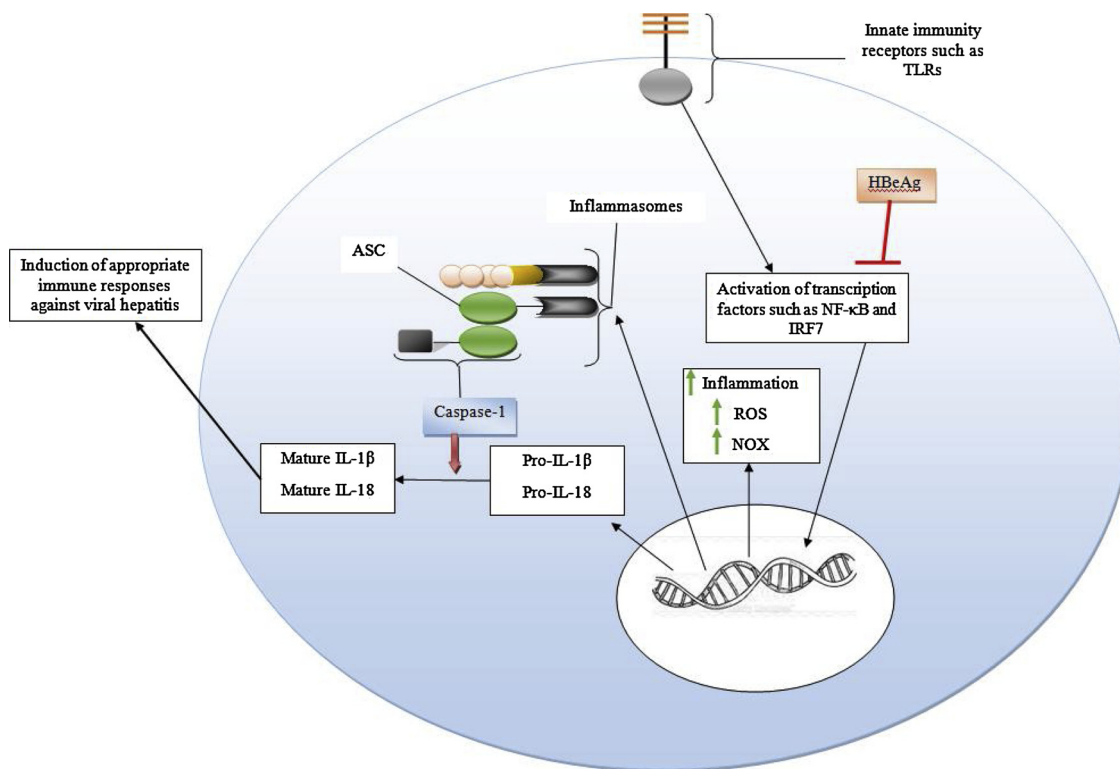 Innate immunity
receptors such as
TLRs
HBeAg
Inflammasomes
ASC
Induction of appropriate
immune responses
against viral hepatitis
Activation of transcription
factors such as NF-κB and
IRF7
Inflammation
ROS
NOX
Caspase-1
Mature IL-1β
Mature IL-18
Pro-IL-1β
Pro-IL-18